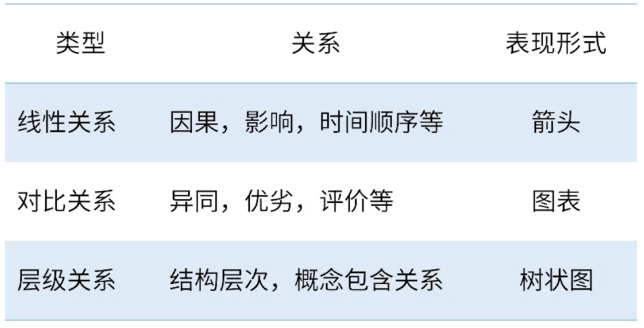 类型 关系 表现形式
线性关系 因果，影响，时间顺序等 箭头
对比关系 异同，优劣，评价等 图表
层级关系 结构层次，概念包含关系 树状图